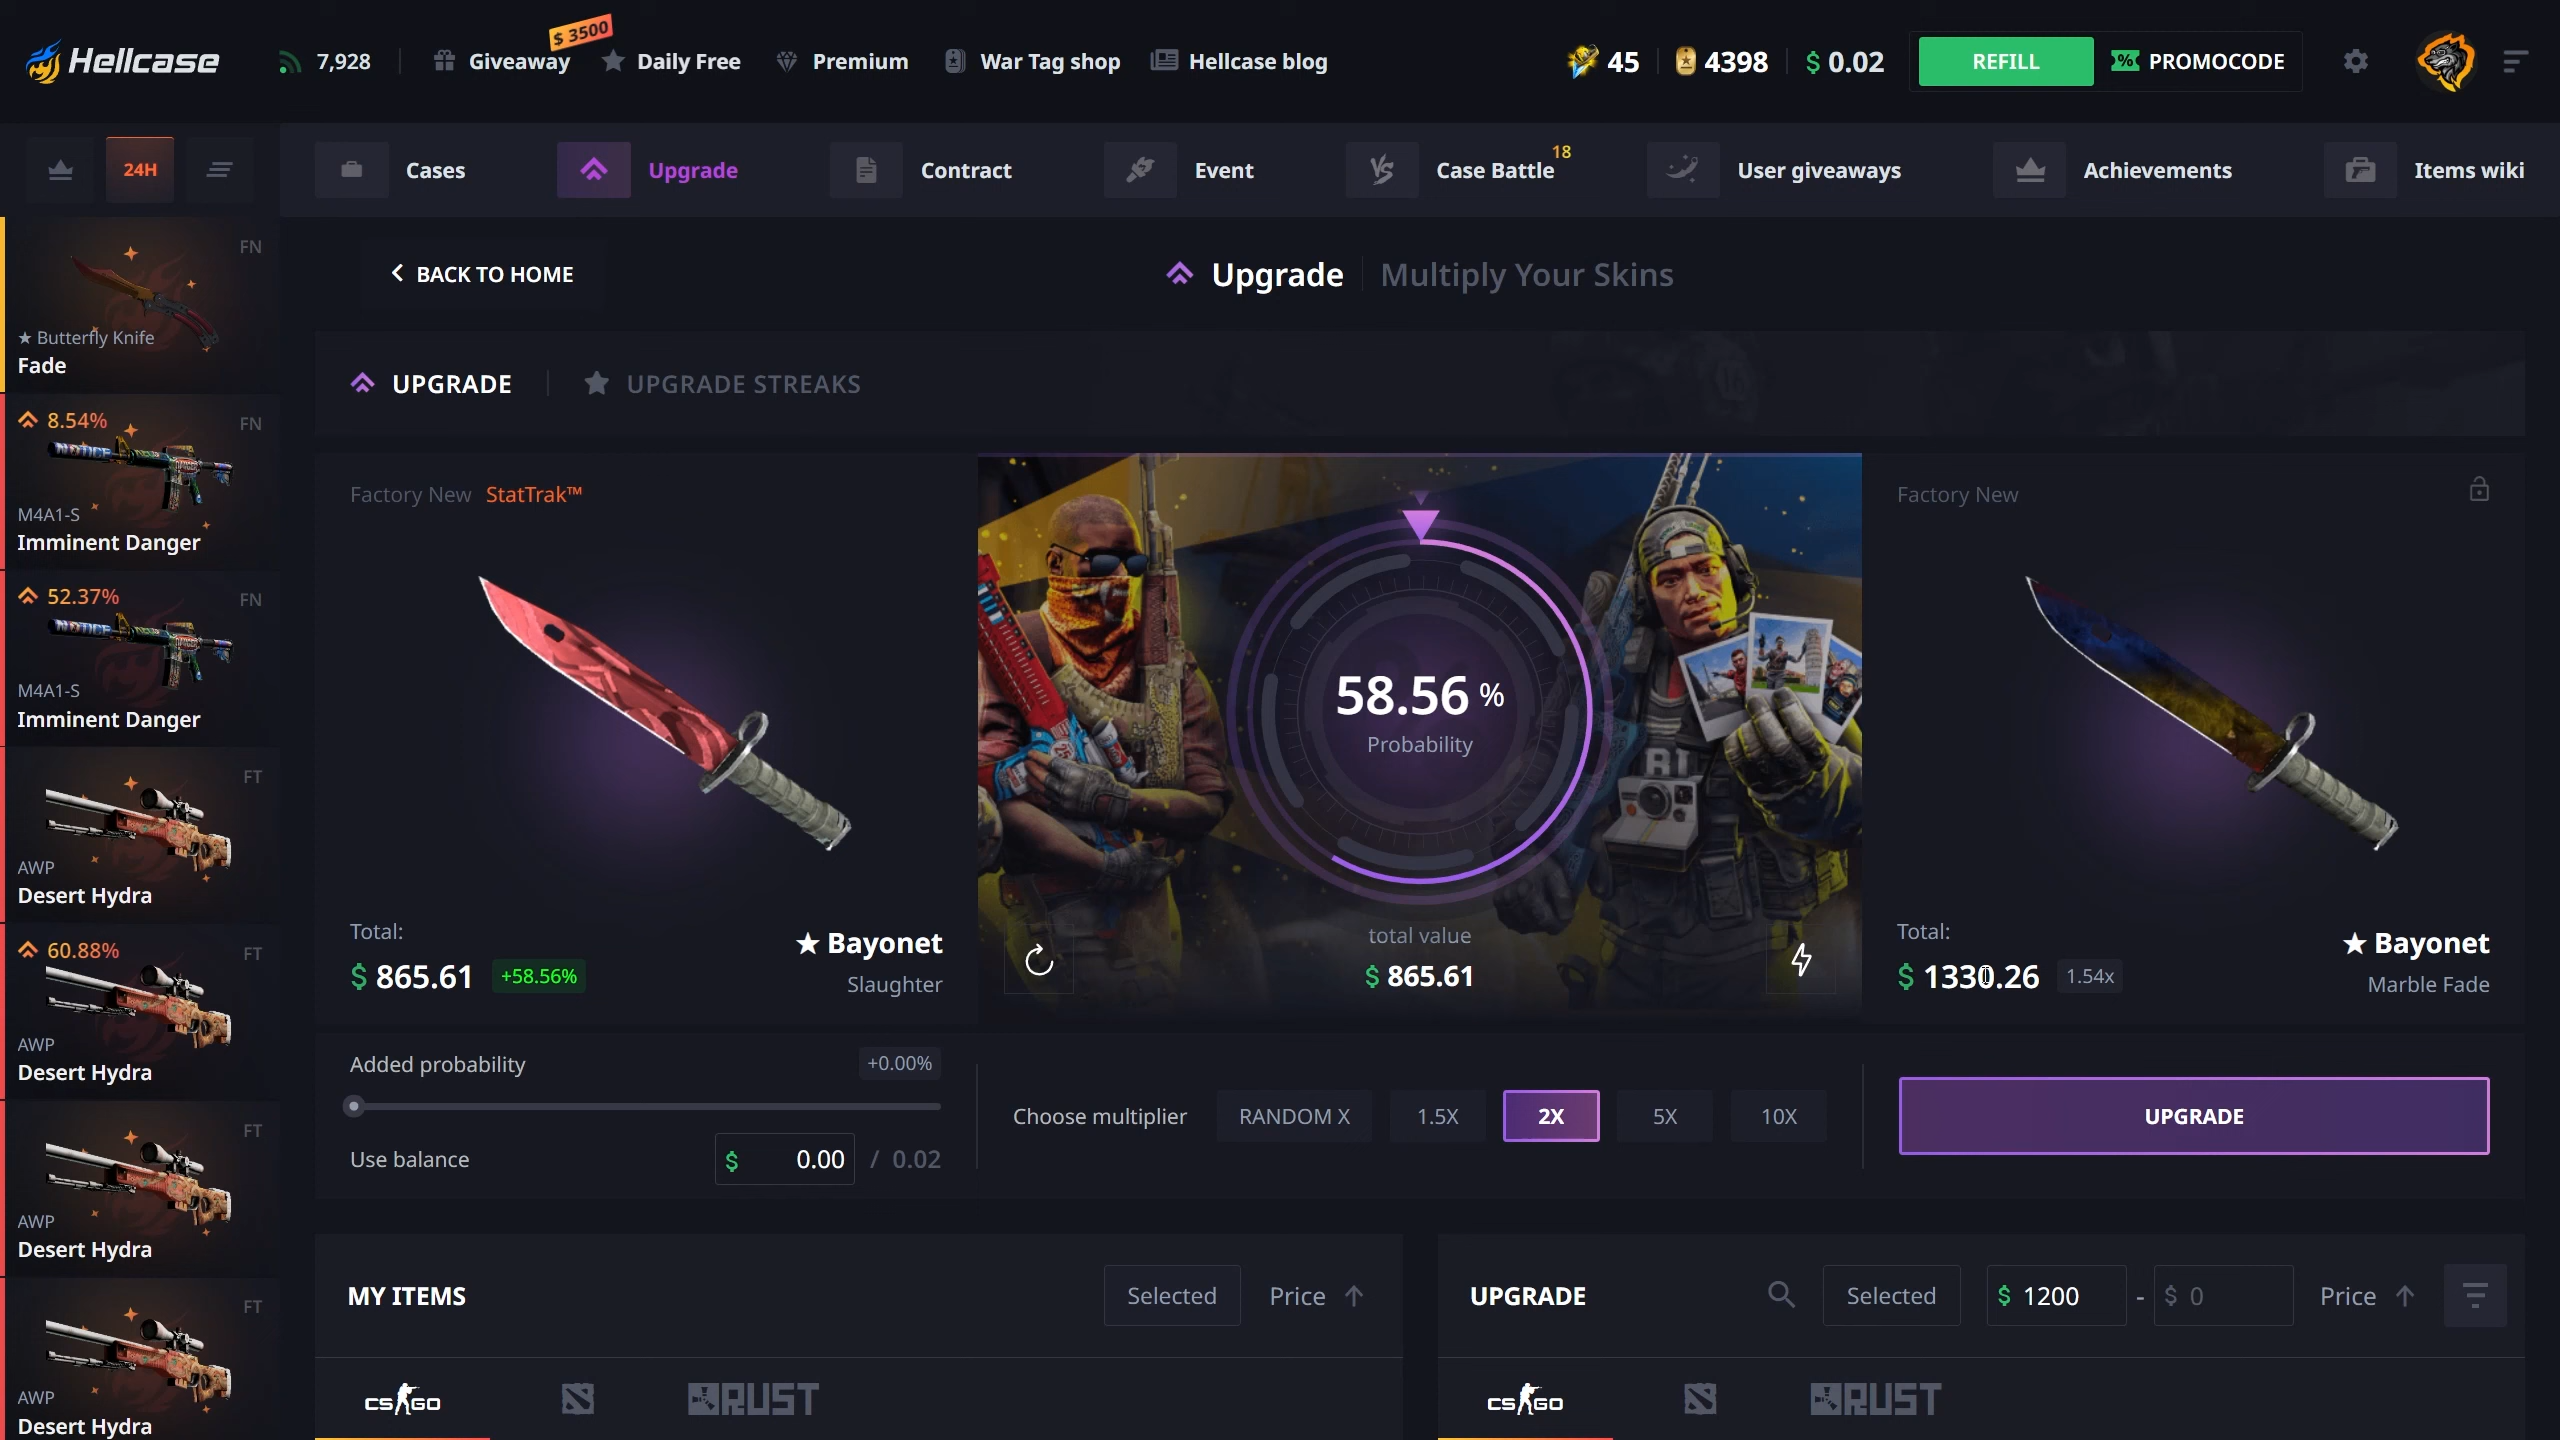 Hellcase
7,928
Giveaway
$ 3500
Daily Free
Premium
War Tag shop
Hellcase blog
45
4398
$ 0.02
REFILL
PROMOCODE
24H
Cases
Upgrade
Contract
Event
Case Battle
18
User giveaways
Achievements
Items wiki
FN
★ Butterfly Knife
Fade
8.54%
FN
M4A1-S
Imminent Danger
52.37%
FN
M4A1-S
Imminent Danger
FT
AWP
Desert Hydra
60.88%
FT
AWP
Desert Hydra
FT
AWP
Desert Hydra
FT
AWP
Desert Hydra
BACK TO HOME
Upgrade
Multiply Your Skins
UPGRADE
UPGRADE STREAKS
Factory New StatTrak™
Total:
$ 865.61 +58.56%
★ Bayonet
Slaughter
58.56 %
Probability
total value
$ 865.61
Factory New
Total:
$ 1330.26 1.54x
★ Bayonet
Marble Fade
Added probability
+0.00%
Use balance
$ 0.00 / 0.02
Choose multiplier
RANDOM X
1.5X
2X
5X
10X
UPGRADE
MY ITEMS
Selected
Price
CS GO
RUST
UPGRADE
Selected
$ 1200 - $ 0
Price
CS GO
RUST